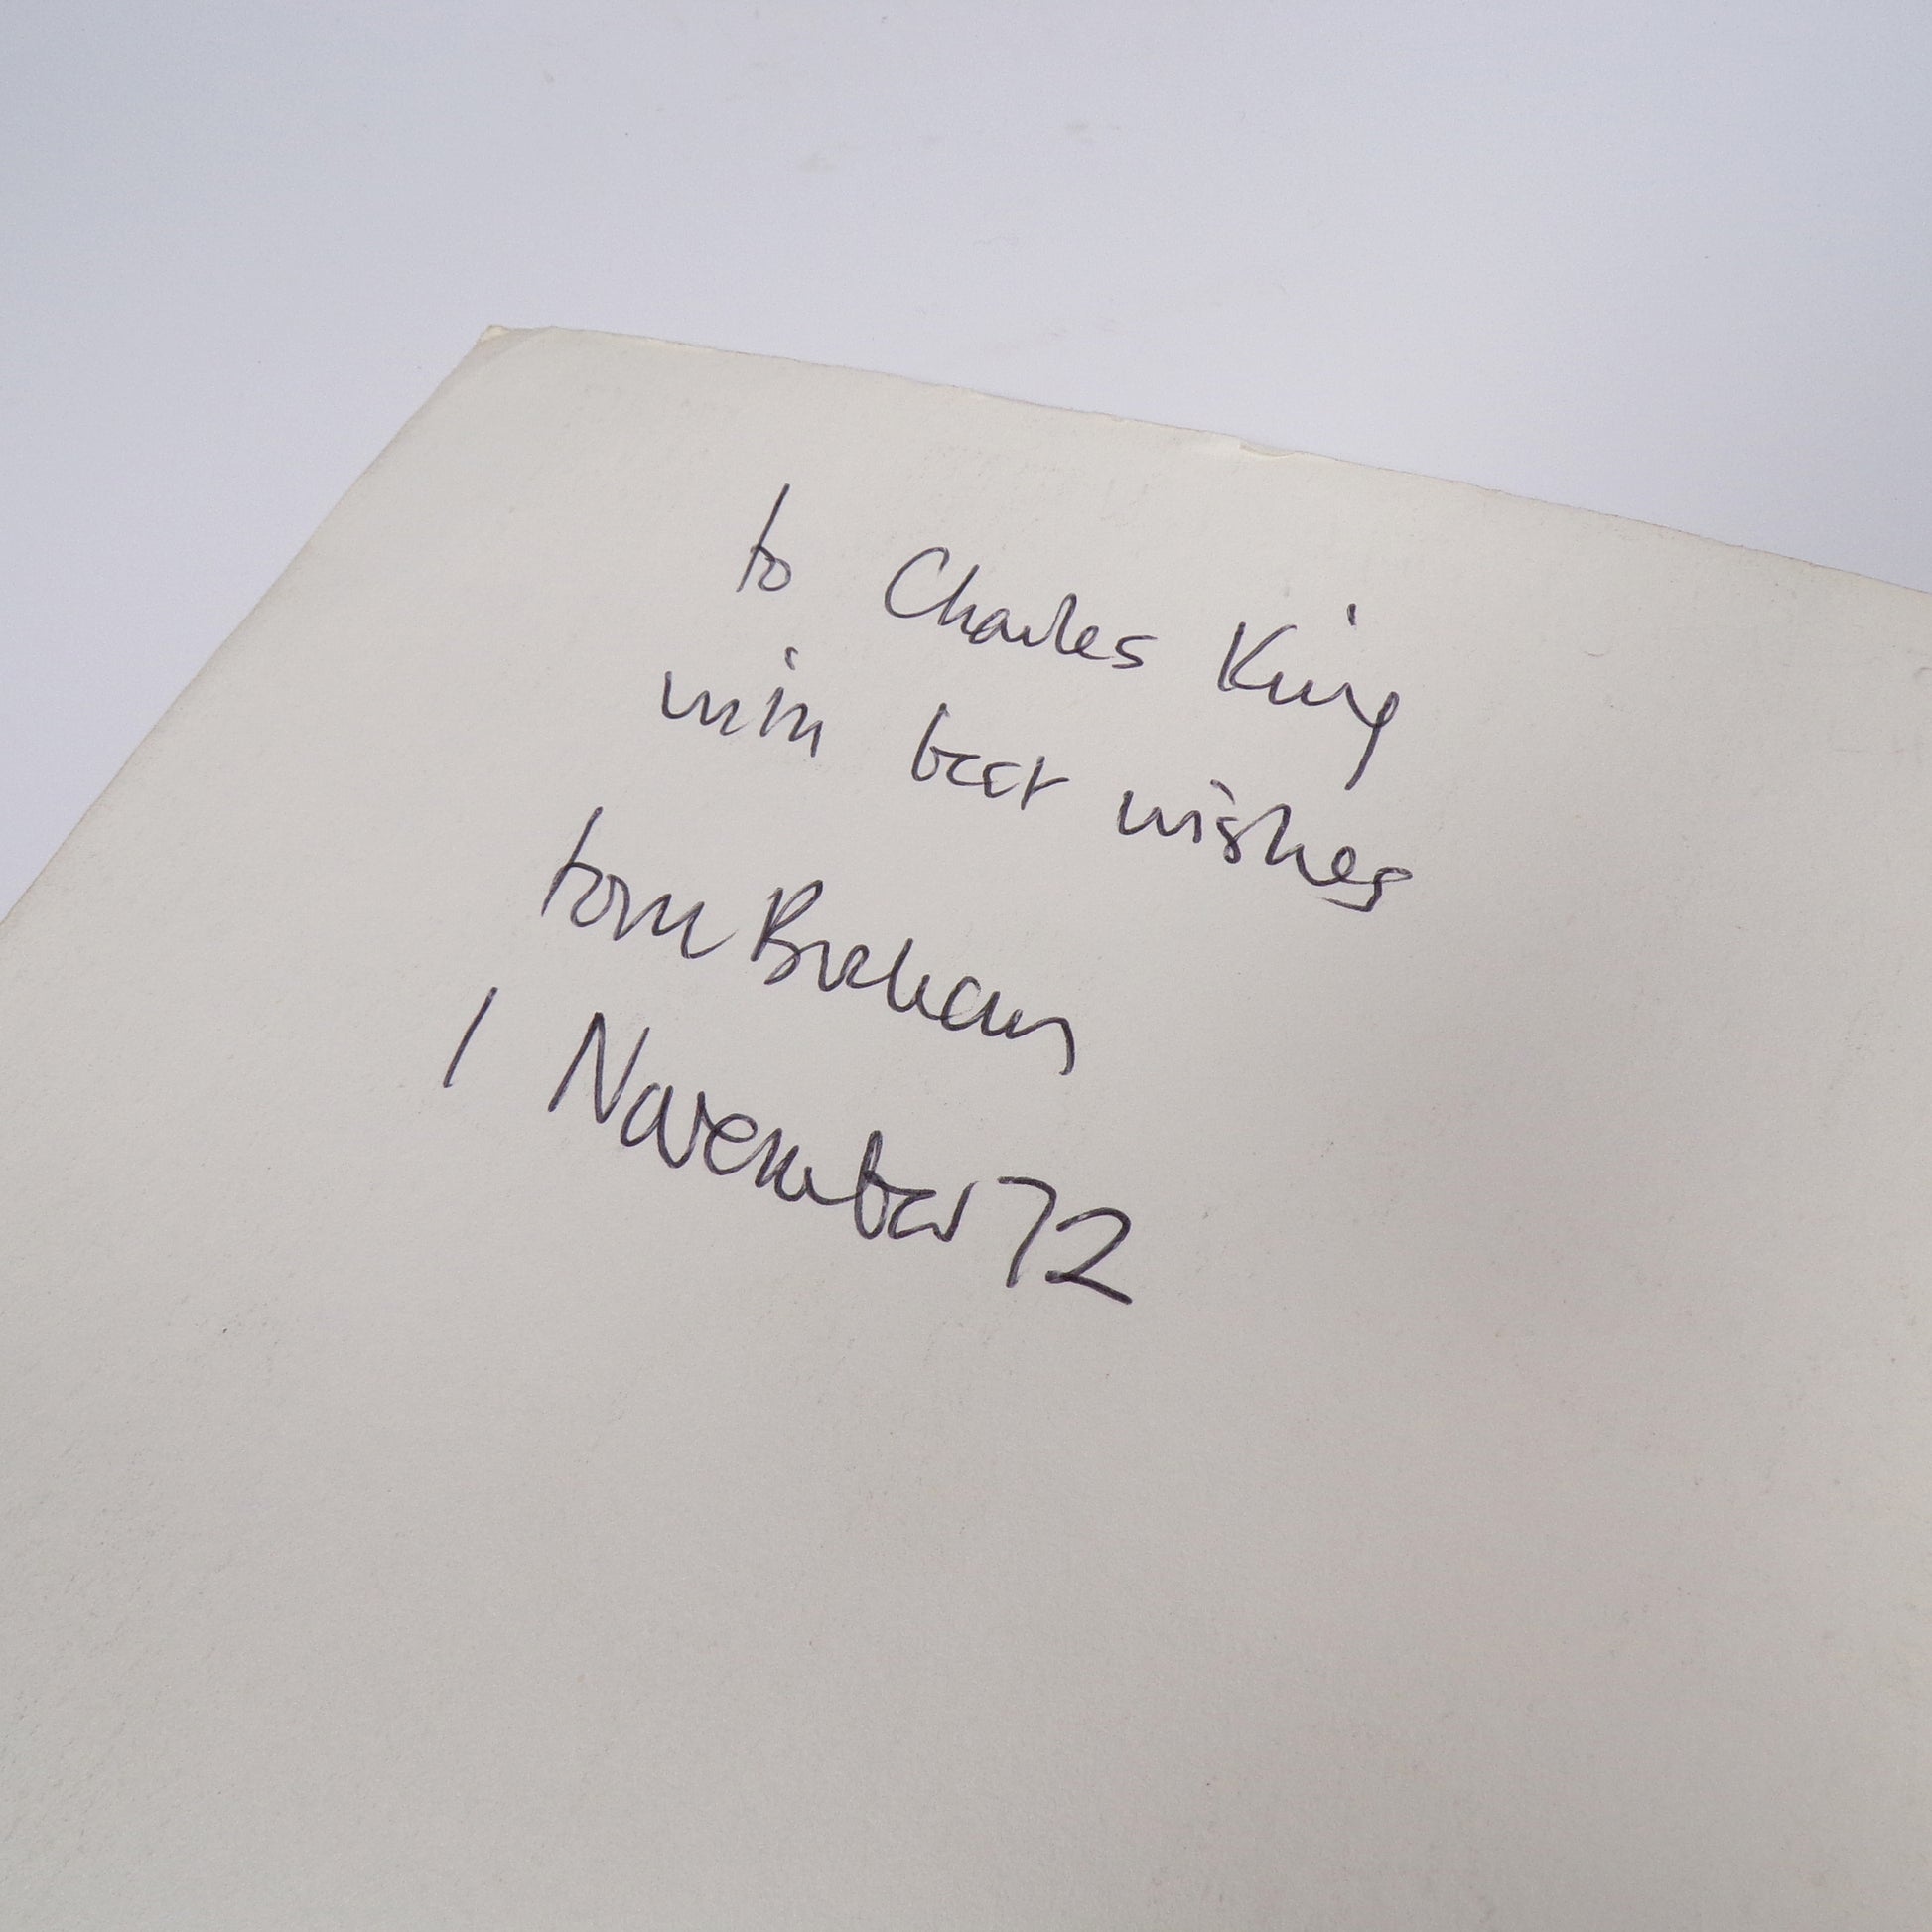 to Charles King
with best wishes
tom Buchan
1 November 72